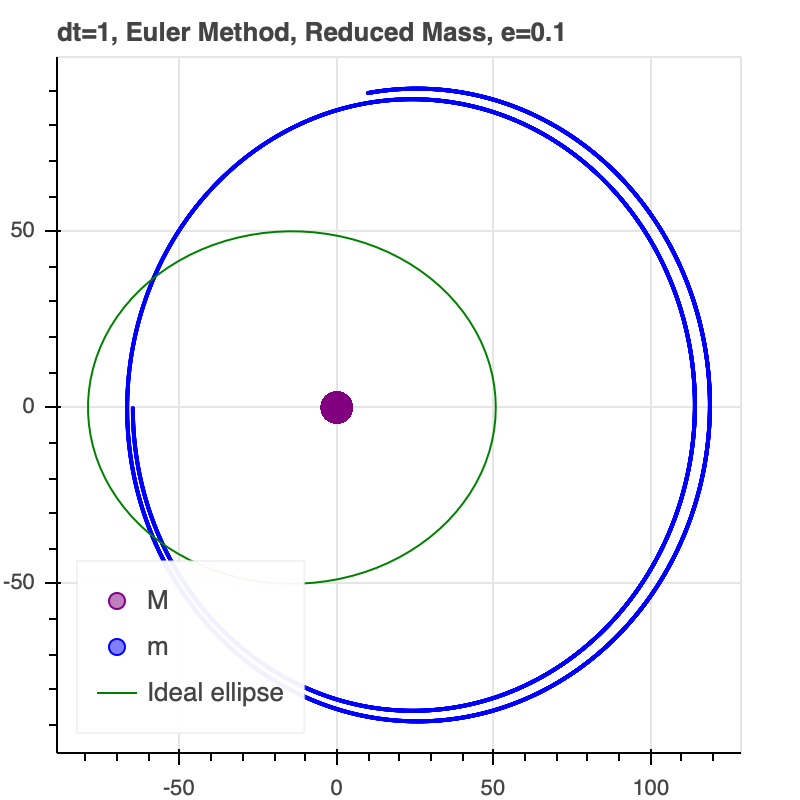 dt=1, Euler Method, Reduced Mass, e=0.1
50
0
-50
M
m
Ideal ellipse
-50 0 50 100